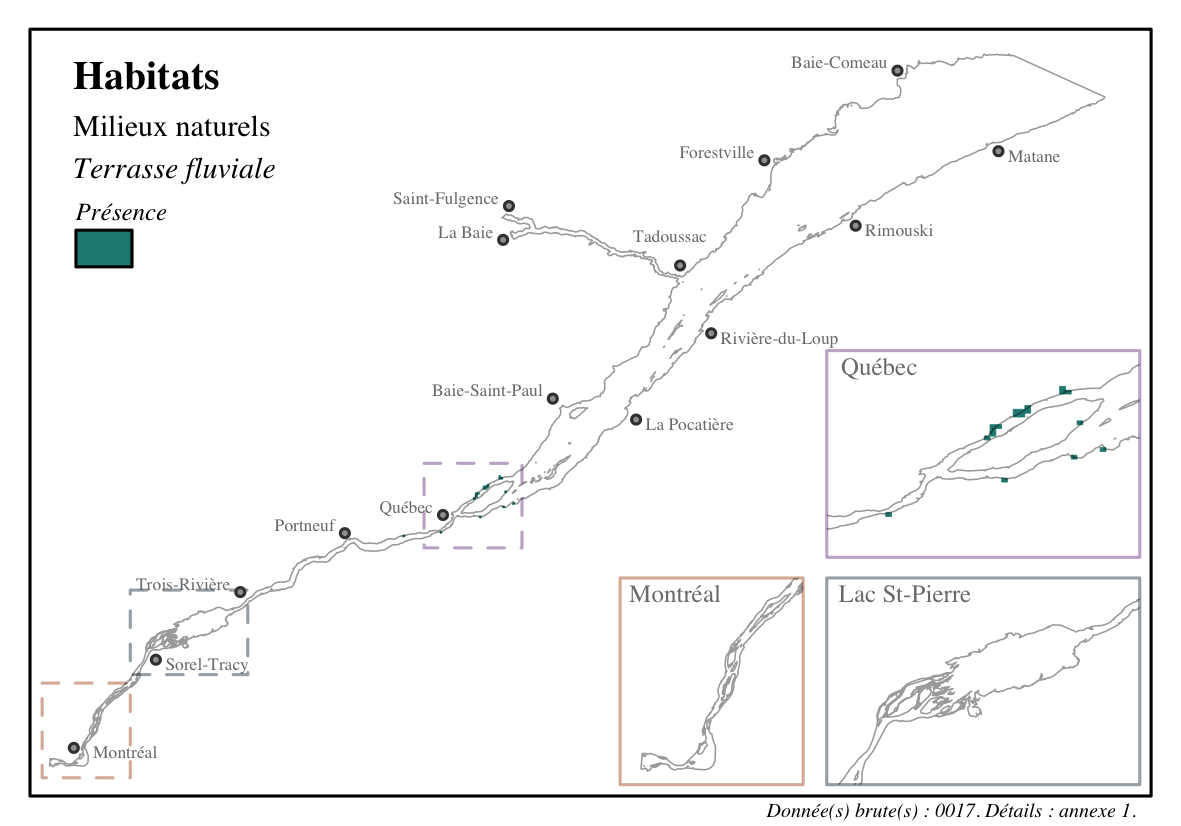 Habitats
Milieux naturels
Terrasse fluviale
Présence
Baie-Comeau
Forestville
Matane
Saint-Fulgence
La Baie
Tadoussac
Rimouski
Rivière-du-Loup
Québec
Baie-Saint-Paul
La Pocatière
Québec
Portneuf
Trois-Rivière
Montréal
Lac St-Pierre
Sorel-Tracy
Montréal
Donnée(s) brute(s) : 0017. Détails : annexe 1.